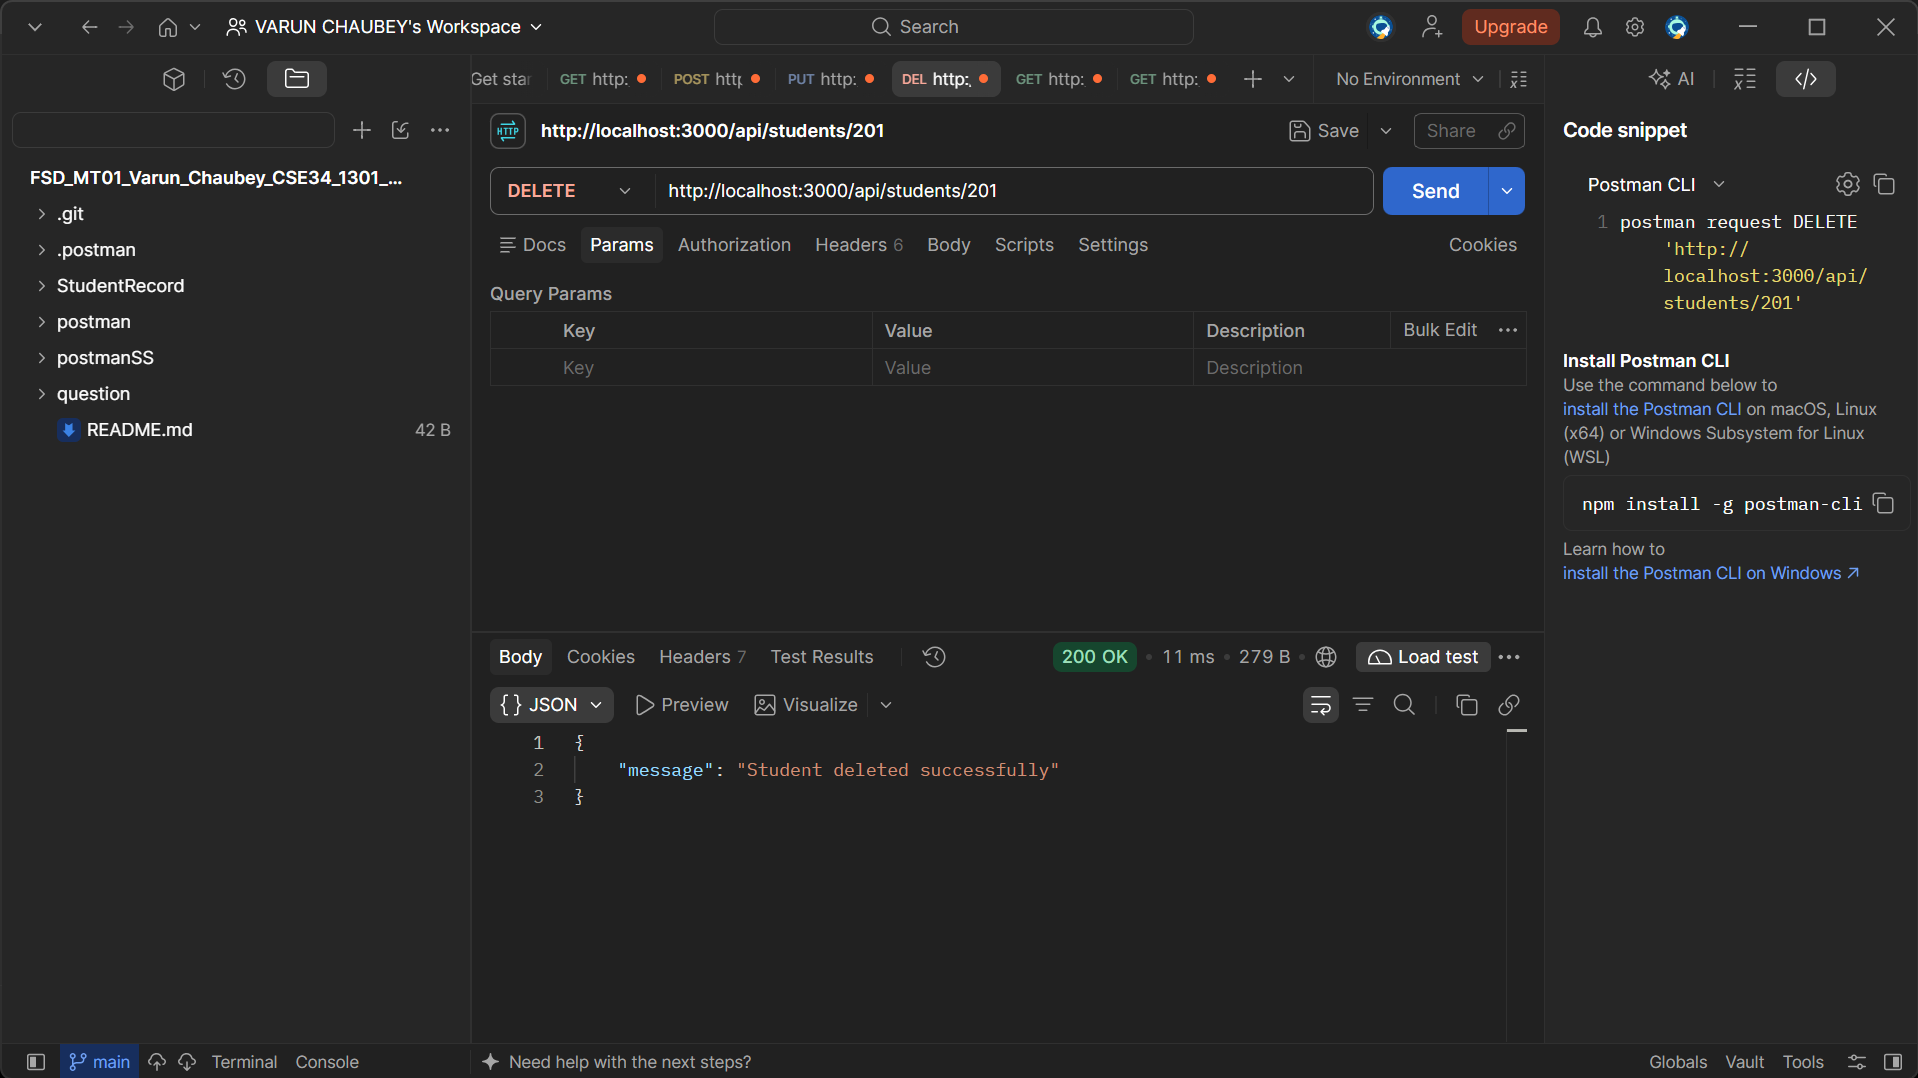 VARUN CHAUBEY's Workspace
Search
Upgrade
Get star
GET http:
POST htt
PUT http:
DEL http:
GET http:
GET http:
No Environment
AI
FSD_MT01_Varun_Chaubey_CSE34_1301_...
.git
.postman
StudentRecord
postman
postmanSS
question
README.md 42 B
HTTP http://localhost:3000/api/students/201
Save
Share
DELETE http://localhost:3000/api/students/201
Send
Docs Params Authorization Headers 6 Body Scripts Settings Cookies
Query Params
Key Value Description Bulk Edit
Key Value Description
Body Cookies Headers 7 Test Results 200 OK 11 ms 279 B Load test
{} JSON Preview Visualize
1 {
2 "message": "Student deleted successfully"
3 }
Code snippet
Postman CLI
1 postman request DELETE
'http://
localhost:3000/api/
students/201'
Install Postman CLI
Use the command below to
install the Postman CLI on macOS, Linux
(x64) or Windows Subsystem for Linux
(WSL)
npm install -g postman-cli
Learn how to
install the Postman CLI on Windows ↗
main Terminal Console Need help with the next steps? Globals Vault Tools